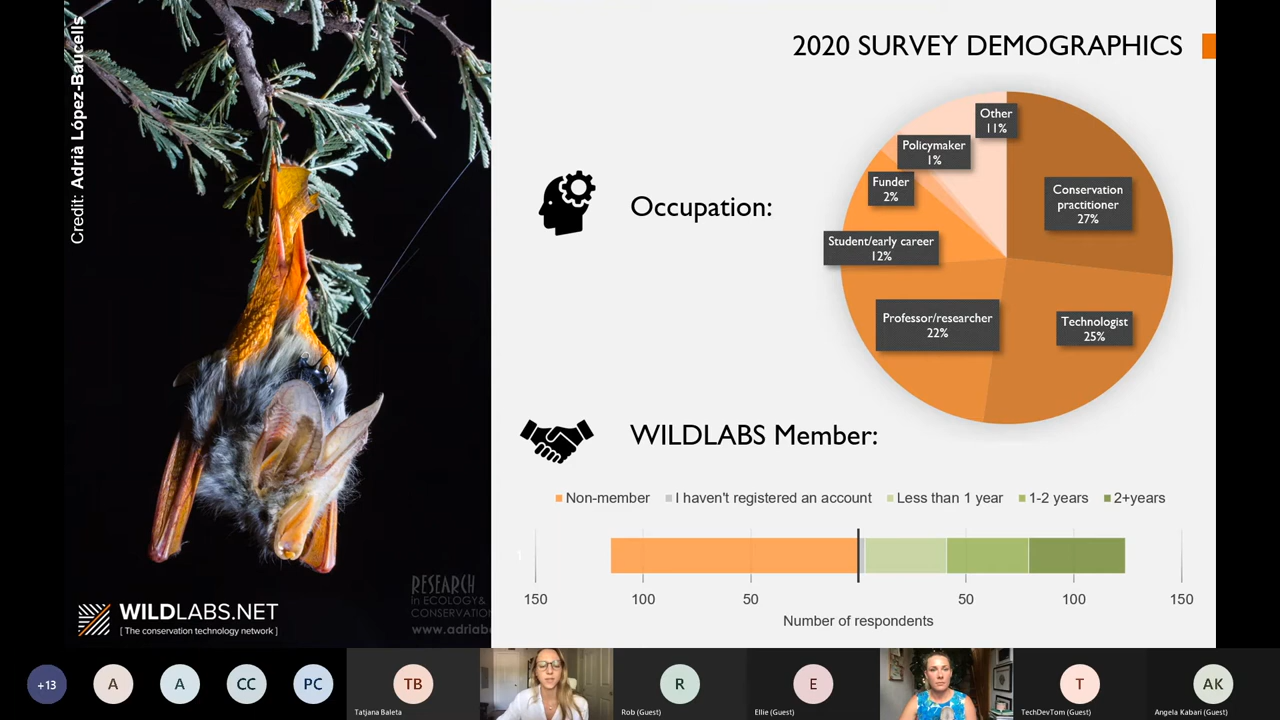 Credit: Adrià López-Baucells
2020 SURVEY DEMOGRAPHICS
Occupation:
Other
11%
Policymaker
1%
Funder
2%
Conservation
practitioner
27%
Student/early career
12%
Professor/researcher
22%
Technologist
25%
WILDLABS Member:
Non-member I haven't registered an account Less than 1 year 1-2 years 2+years
1
150 100 50 50 100 150
Number of respondents
RESEARCH
in ECOLOGY&
CONSERVATION
WILDLABS.NET
[ The conservation technology network ]
+13 A A CC PC TB R E T AK
Tatjana Baleta
Rob (Guest)
Ellie (Guest)
TechDevTom (Guest)
Angela Kabari (Guest)